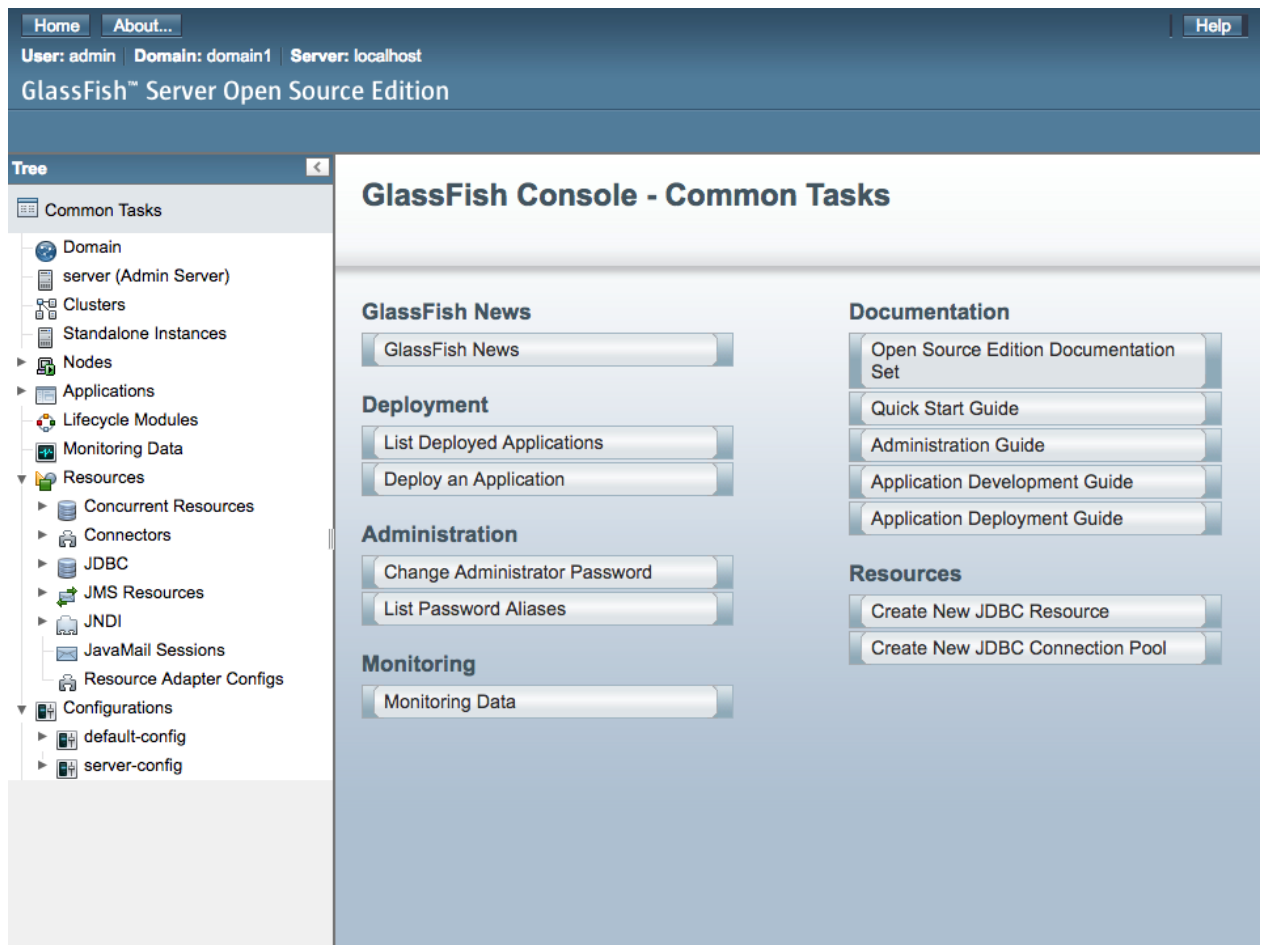 Home About... Help
User: admin Domain: domain1 Server: localhost
GlassFish™ Server Open Source Edition
Tree
Common Tasks
Domain
server (Admin Server)
Clusters
Standalone Instances
Nodes
Applications
Lifecycle Modules
Monitoring Data
Resources
Concurrent Resources
Connectors
JDBC
JMS Resources
JNDI
JavaMail Sessions
Resource Adapter Configs
Configurations
default-config
server-config
GlassFish Console - Common Tasks
GlassFish News
GlassFish News
Deployment
List Deployed Applications
Deploy an Application
Administration
Change Administrator Password
List Password Aliases
Monitoring
Monitoring Data
Documentation
Open Source Edition Documentation
Set
Quick Start Guide
Administration Guide
Application Development Guide
Application Deployment Guide
Resources
Create New JDBC Resource
Create New JDBC Connection Pool